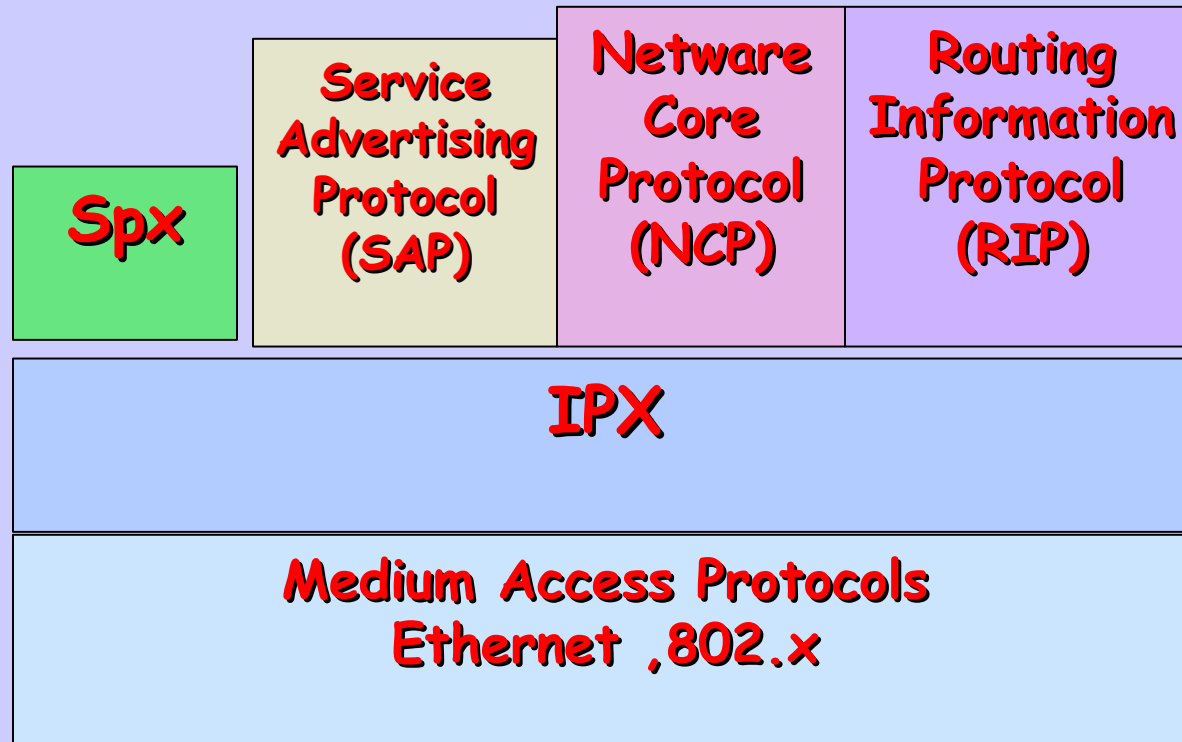 Spx
Service
Advertising
Protocol
(SAP)
Netware
Core
Protocol
(NCP)
Routing
Information
Protocol
(RIP)
IPX
Medium Access Protocols
Ethernet ,802.x